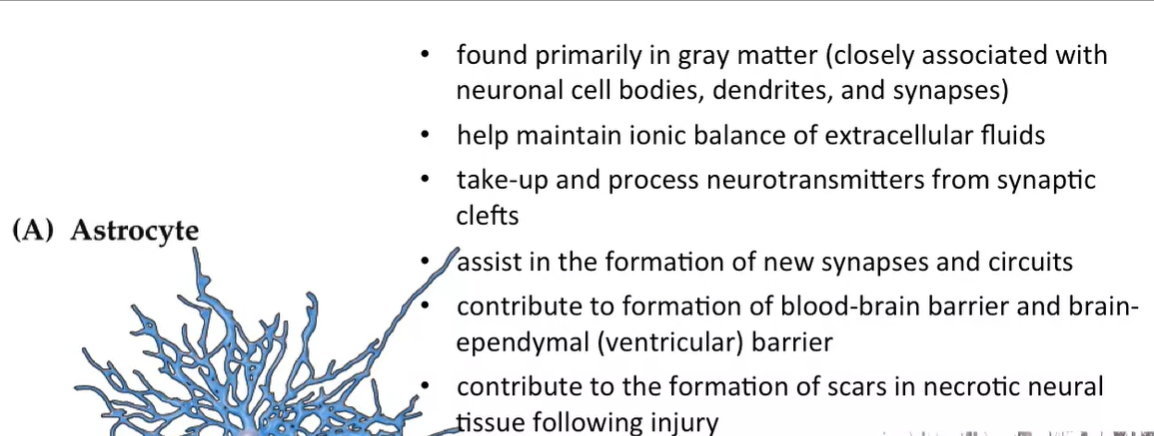 • found primarily in gray matter (closely associated with
neuronal cell bodies, dendrites, and synapses)
• help maintain ionic balance of extracellular fluids
• take-up and process neurotransmitters from synaptic
clefts
(A) Astrocyte
• assist in the formation of new synapses and circuits
• contribute to formation of blood-brain barrier and brain-
ependymal (ventricular) barrier
• contribute to the formation of scars in necrotic neural
tissue following injury